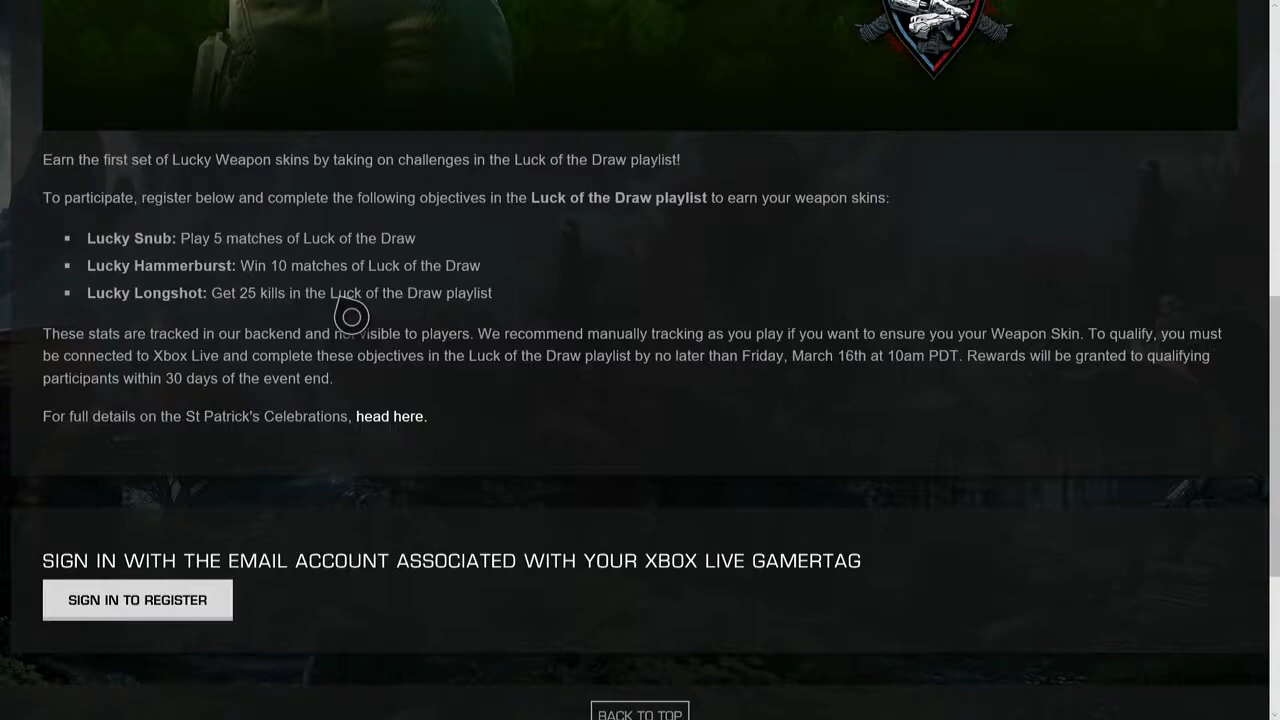 Earn the first set of Lucky Weapon skins by taking on challenges in the Luck of the Draw playlist!
To participate, register below and complete the following objectives in the Luck of the Draw playlist to earn your weapon skins:
▪ Lucky Snub: Play 5 matches of Luck of the Draw
▪ Lucky Hammerburst: Win 10 matches of Luck of the Draw
▪ Lucky Longshot: Get 25 kills in the Luck of the Draw playlist
These stats are tracked in our backend and not visible to players. We recommend manually tracking as you play if you want to ensure you your Weapon Skin. To qualify, you must
be connected to Xbox Live and complete these objectives in the Luck of the Draw playlist by no later than Friday, March 16th at 10am PDT. Rewards will be granted to qualifying
participants within 30 days of the event end.
For full details on the St Patrick's Celebrations, head here.
SIGN IN WITH THE EMAIL ACCOUNT ASSOCIATED WITH YOUR XBOX LIVE GAMERTAG
SIGN IN TO REGISTER
BACK TO TOP